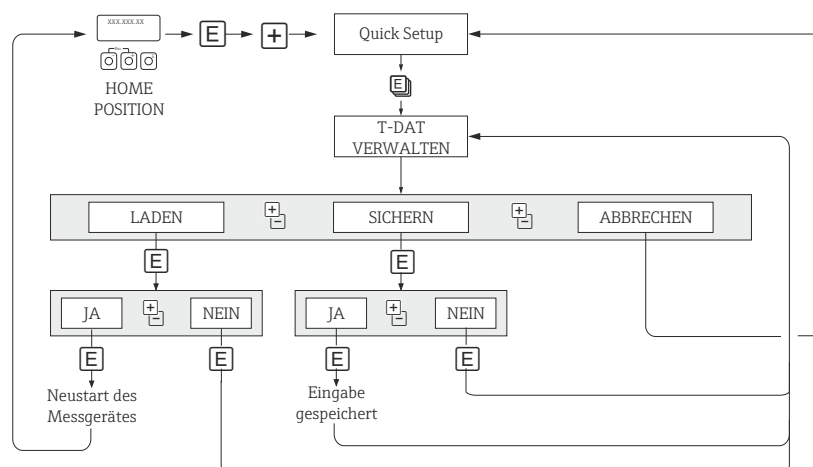 XXX.XXX.XX
Esc
E
+
Quick Setup
- + E
HOME
POSITION
E
T-DAT
VERWALTEN
LADEN
+
-
SICHERN
+
-
ABBRECHEN
E
E
JA
+
-
NEIN
JA
+
-
NEIN
E
E
E
E
Neustart des
Messgerätes
Eingabe
gespeichert